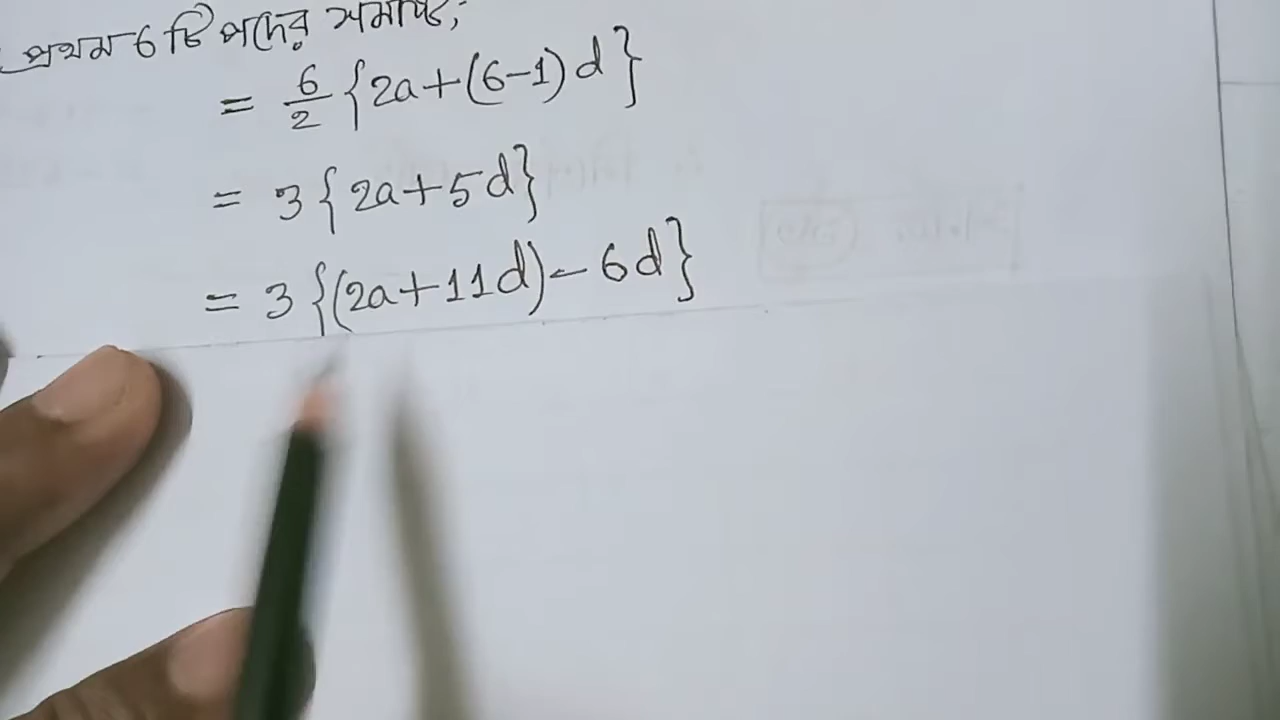 প্রথম 6 টি পদের সমষ্টি,
= 6/2 {2a+(6-1)d}
= 3{2a+5d}
= 3{(2a+11d)-6d}